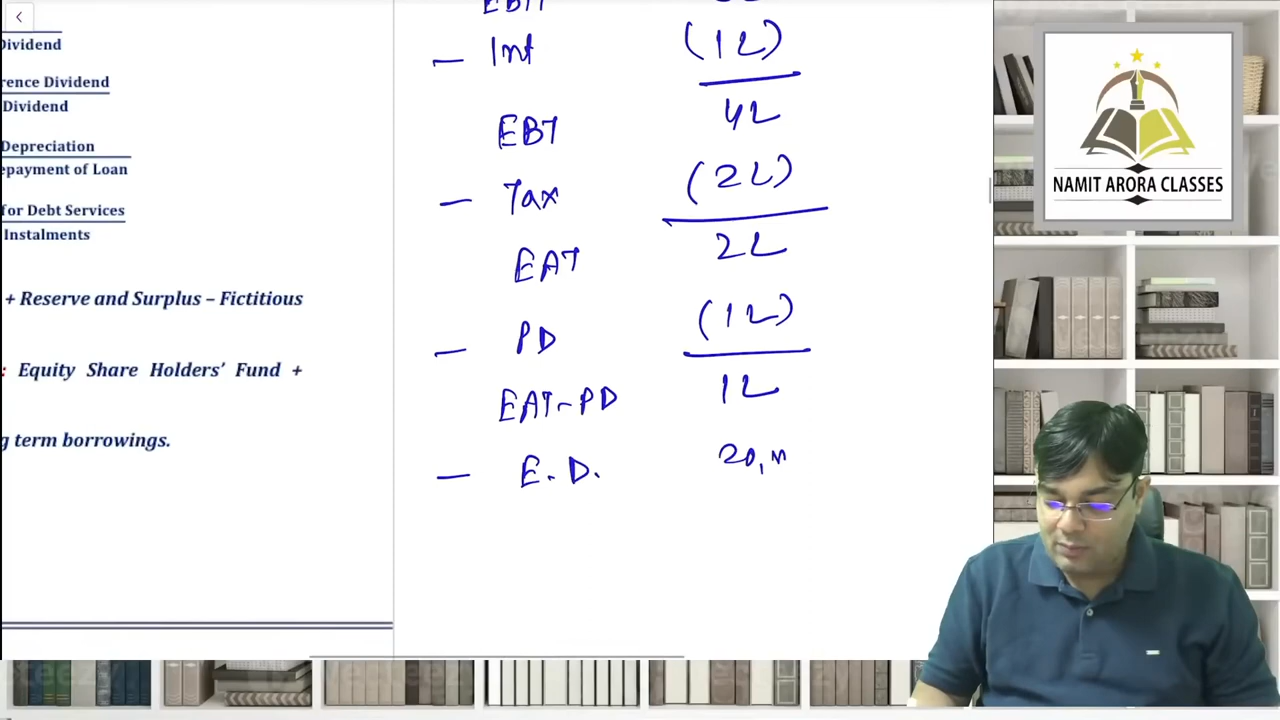 Dividend
rence Dividend
Dividend
Depreciation
epayment of Loan
for Debt Services
Instalments
+ Reserve and Surplus – Fictitious
: Equity Share Holders' Fund +
g term borrowings.
EBIT
— Int (1L)
EBT 4L
— Tax (2L)
EAT 2L
— PD (1L)
EAT-PD 1L
— E.D. 20,
NAMIT ARORA CLASSES